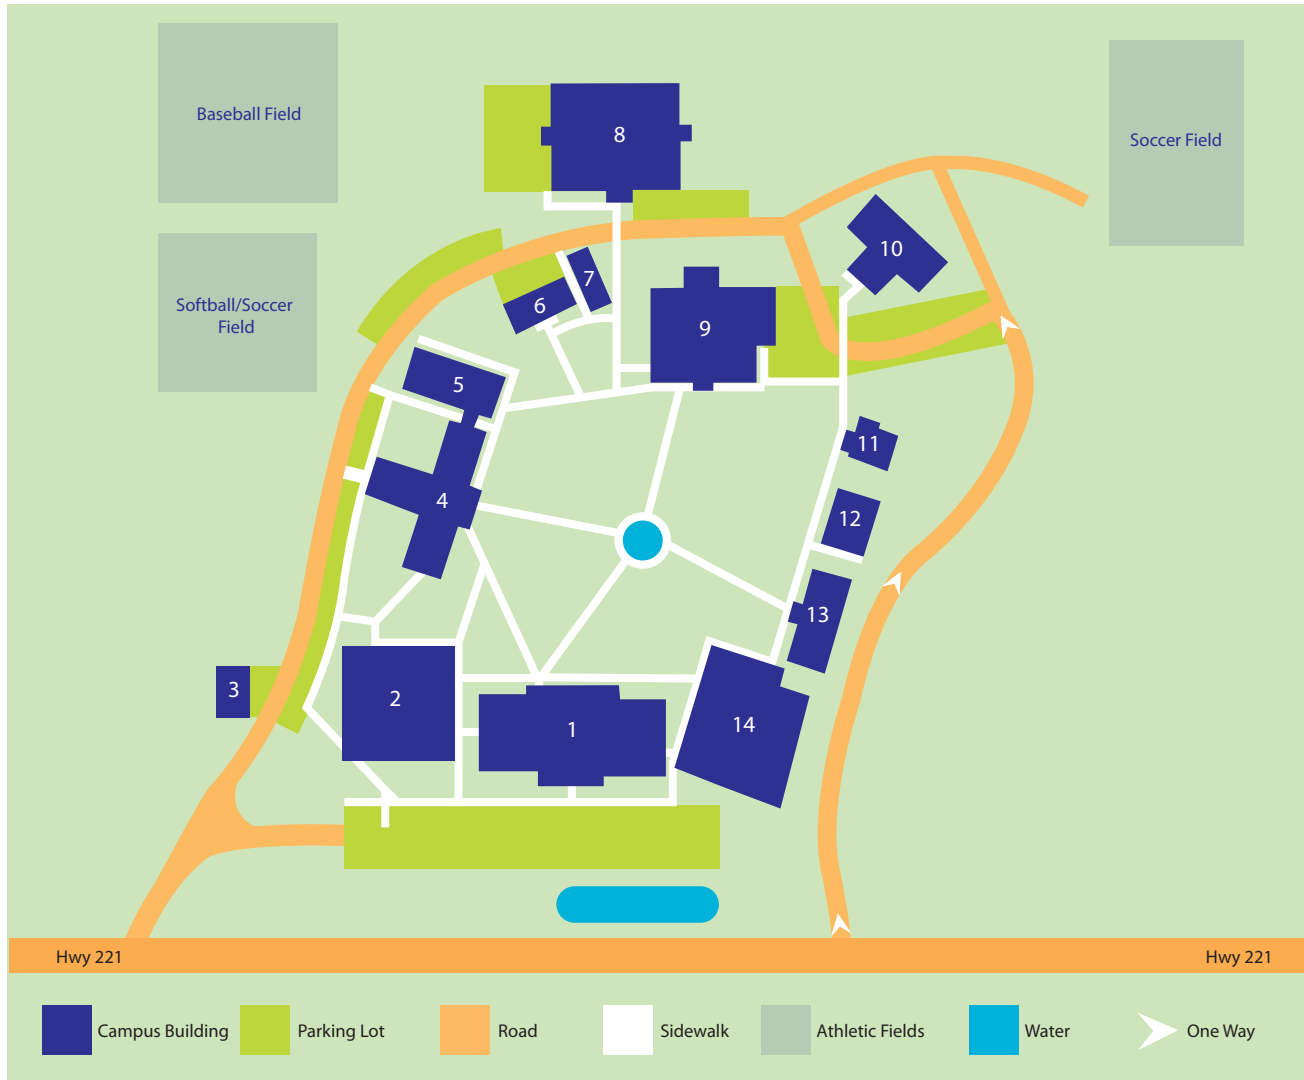 Baseball Field
Soccer Field
8
10
7
Softball/Soccer
Field
6
9
5
11
4
12
13
3
2
1
14
Hwy 221
Hwy 221
Campus Building
Parking Lot
Road
Sidewalk
Athletic Fields
Water
One Way